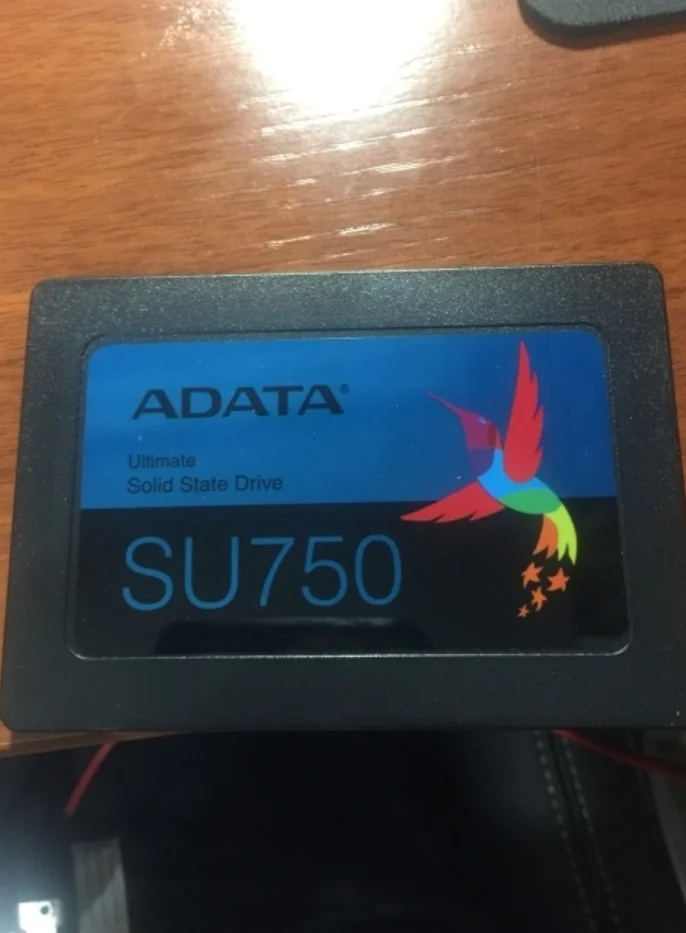 ADATA®
Ultimate
Solid State Drive
SU750